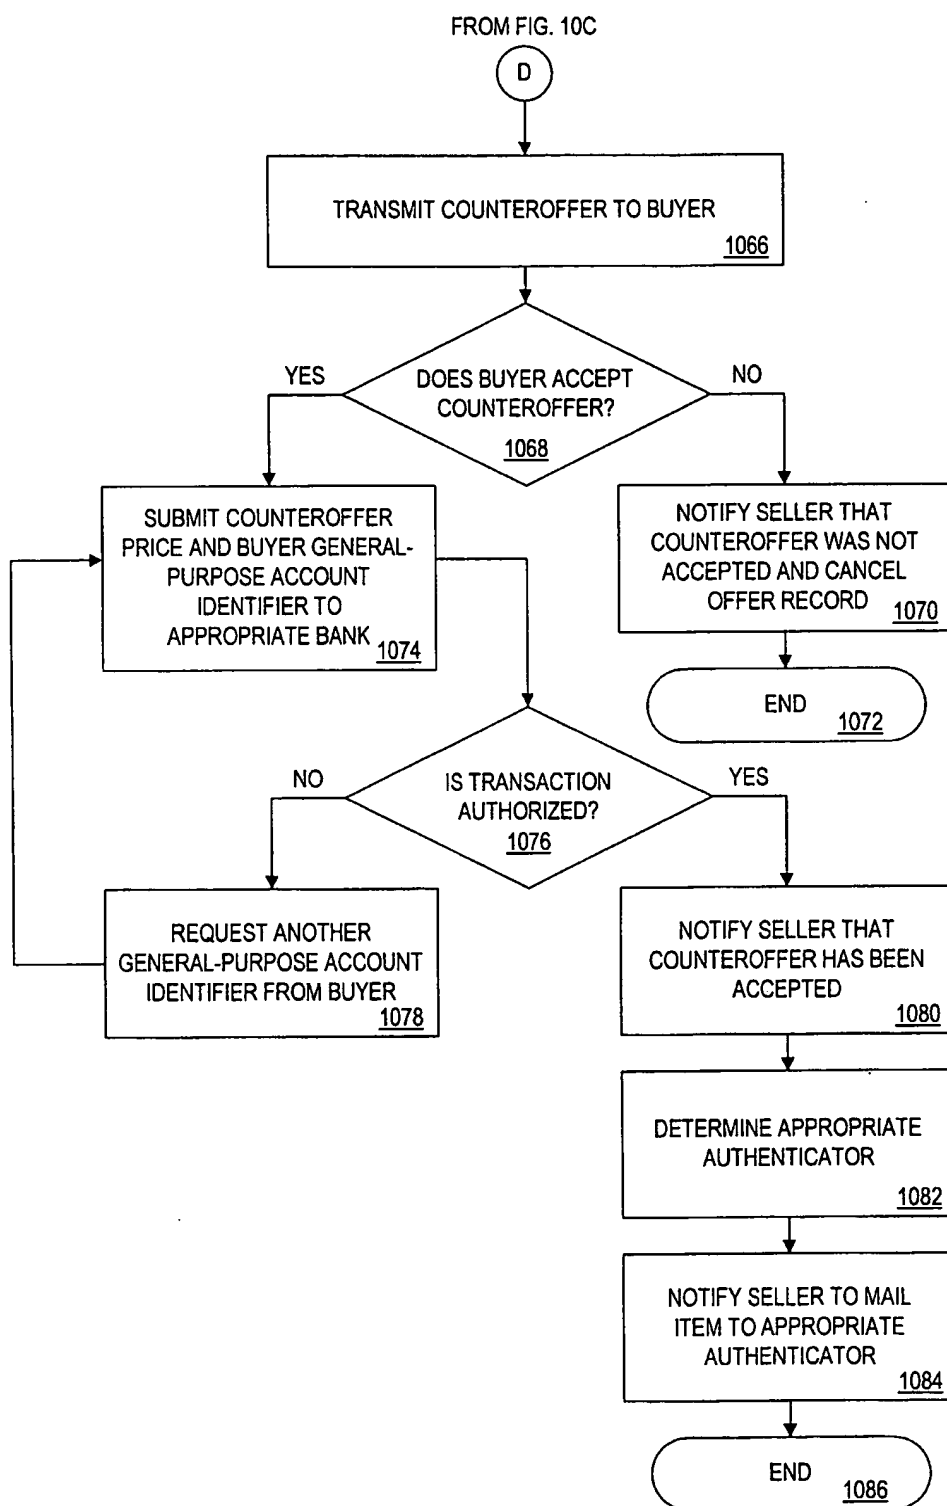 FROM FIG. 10C
D
TRANSMIT COUNTEROFFER TO BUYER
1066
YES
DOES BUYER ACCEPT
COUNTEROFFER?
1068
NO
SUBMIT COUNTEROFFER
PRICE AND BUYER GENERAL-
PURPOSE ACCOUNT
IDENTIFIER TO
APPROPRIATE BANK
1074
NOTIFY SELLER THAT
COUNTEROFFER WAS NOT
ACCEPTED AND CANCEL
OFFER RECORD
1070
END
1072
NO
IS TRANSACTION
AUTHORIZED?
1076
YES
REQUEST ANOTHER
GENERAL-PURPOSE ACCOUNT
IDENTIFIER FROM BUYER
1078
NOTIFY SELLER THAT
COUNTEROFFER HAS BEEN
ACCEPTED
1080
DETERMINE APPROPRIATE
AUTHENTICATOR
1082
NOTIFY SELLER TO MAIL
ITEM TO APPROPRIATE
AUTHENTICATOR
1084
END
1086